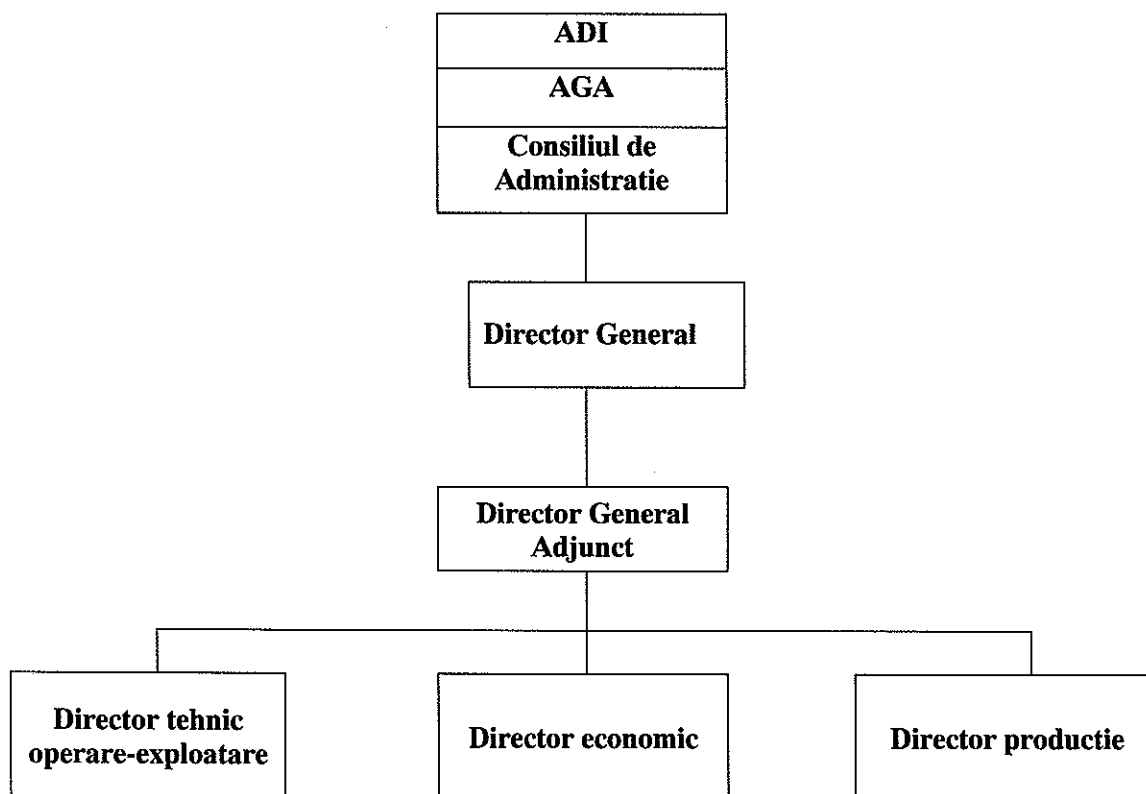 ADI
AGA
Consiliul de
Administratie
Director General
Director General
Adjunct
Director tehnic
operare-exploatare
Director economic
Director productie